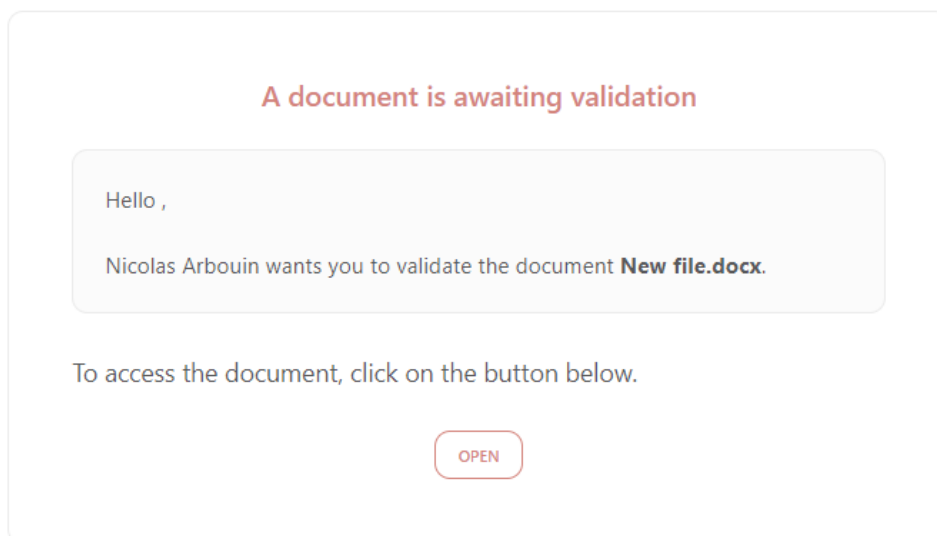 A document is awaiting validation
Hello ,
Nicolas Arbouin wants you to validate the document New file.docx.
To access the document, click on the button below.
OPEN